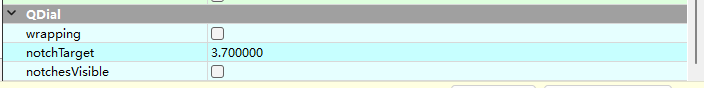 QDial
wrapping
notchTarget 3.700000
notchesVisible